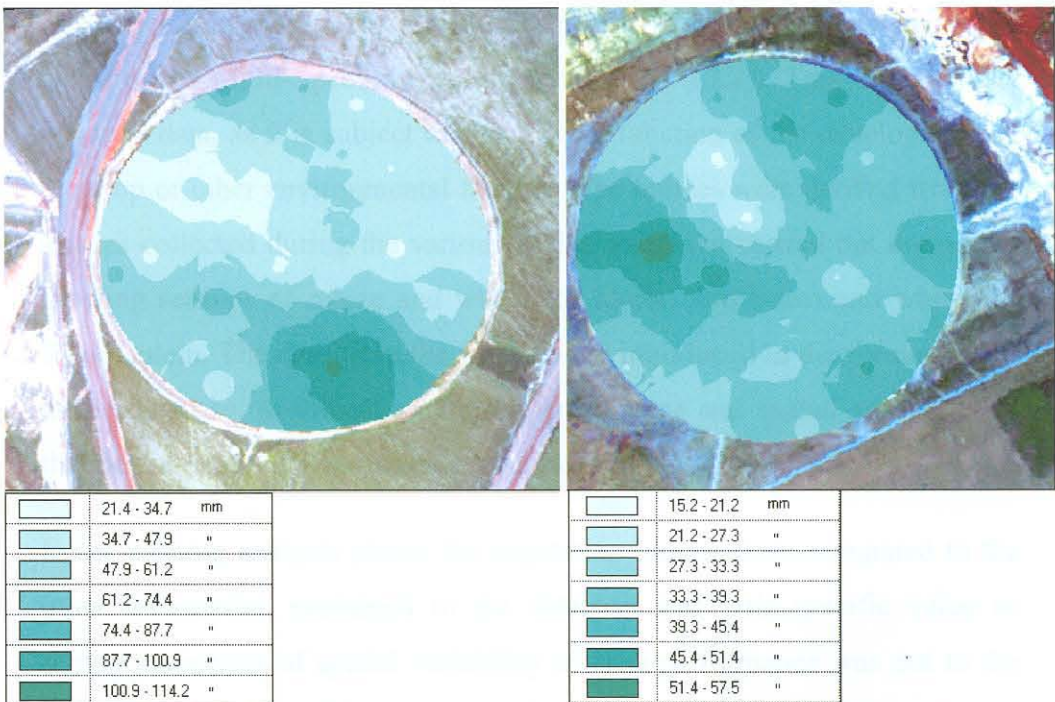 21.4 - 34.7 mm
34.7 - 47.9 "
47.9 - 61.2 "
61.2 - 74.4 "
74.4 - 87.7 "
87.7 - 100.9 "
100.9 - 114.2 "
15.2 - 21.2 mm
21.2 - 27.3 "
27.3 - 33.3 "
33.3 - 39.3 "
39.3 - 45.4 "
45.4 - 51.4 "
51.4 - 57.5 "